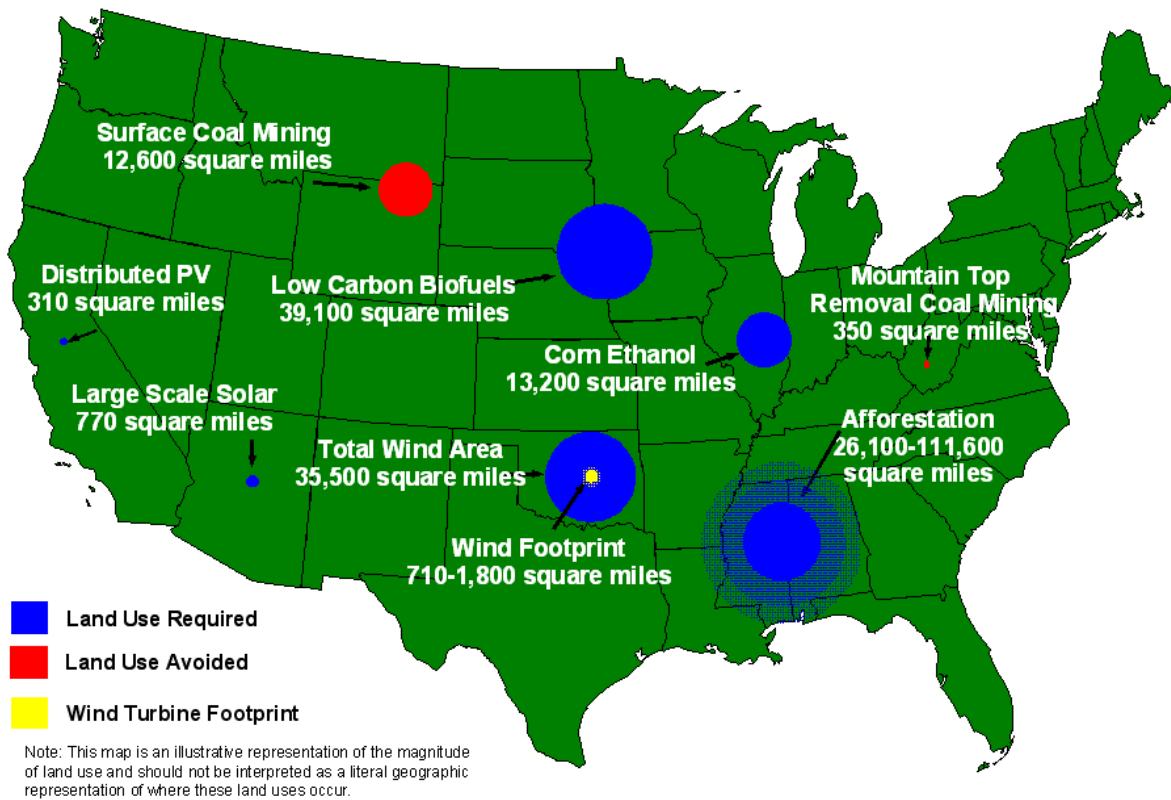 Surface Coal Mining
12,600 square miles
Distributed PV
310 square miles
Low Carbon Biofuels
39,100 square miles
Mountain Top
Removal Coal Mining
350 square miles
Corn Ethanol
13,200 square miles
Large Scale Solar
770 square miles
Afforestation
26,100-111,600
square miles
Total Wind Area
35,500 square miles
Wind Footprint
710-1,800 square miles
Land Use Required
Land Use Avoided
Wind Turbine Footprint
Note: This map is an illustrative representation of the magnitude
of land use and should not be interpreted as a literal geographic
representation of where these land uses occur.